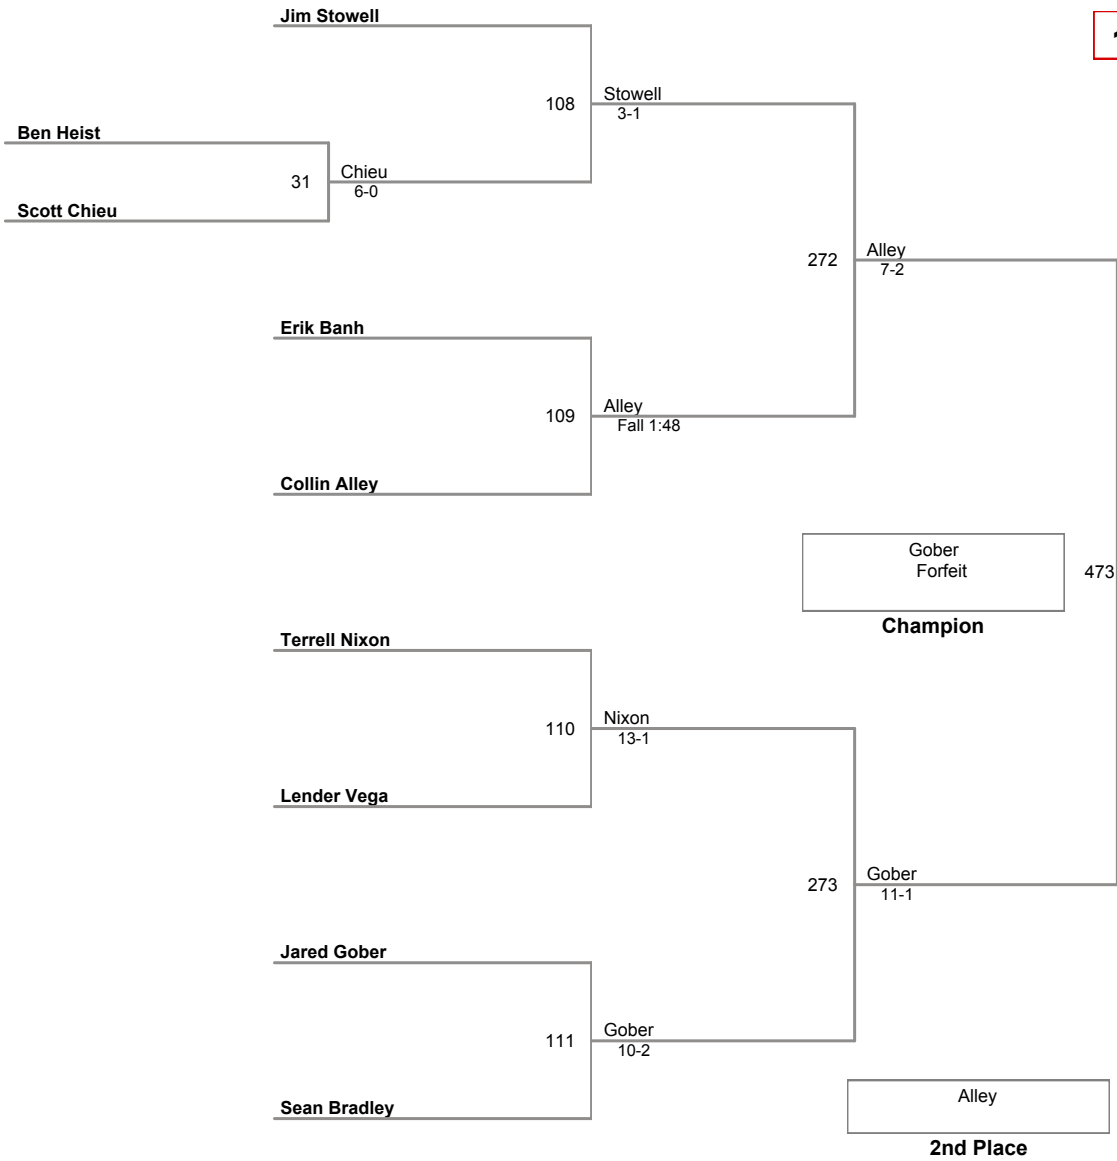 Jim Stowell
108
Stowell
3-1
Ben Heist
31
Chieu
6-0
Scott Chieu
272
Alley
7-2
Erik Banh
109
Alley
Fall 1:48
Collin Alley
Gober
Forfeit
473
Champion
Terrell Nixon
110
Nixon
13-1
Lender Vega
273
Gober
11-1
Jared Gober
111
Gober
10-2
Sean Bradley
Alley
2nd Place